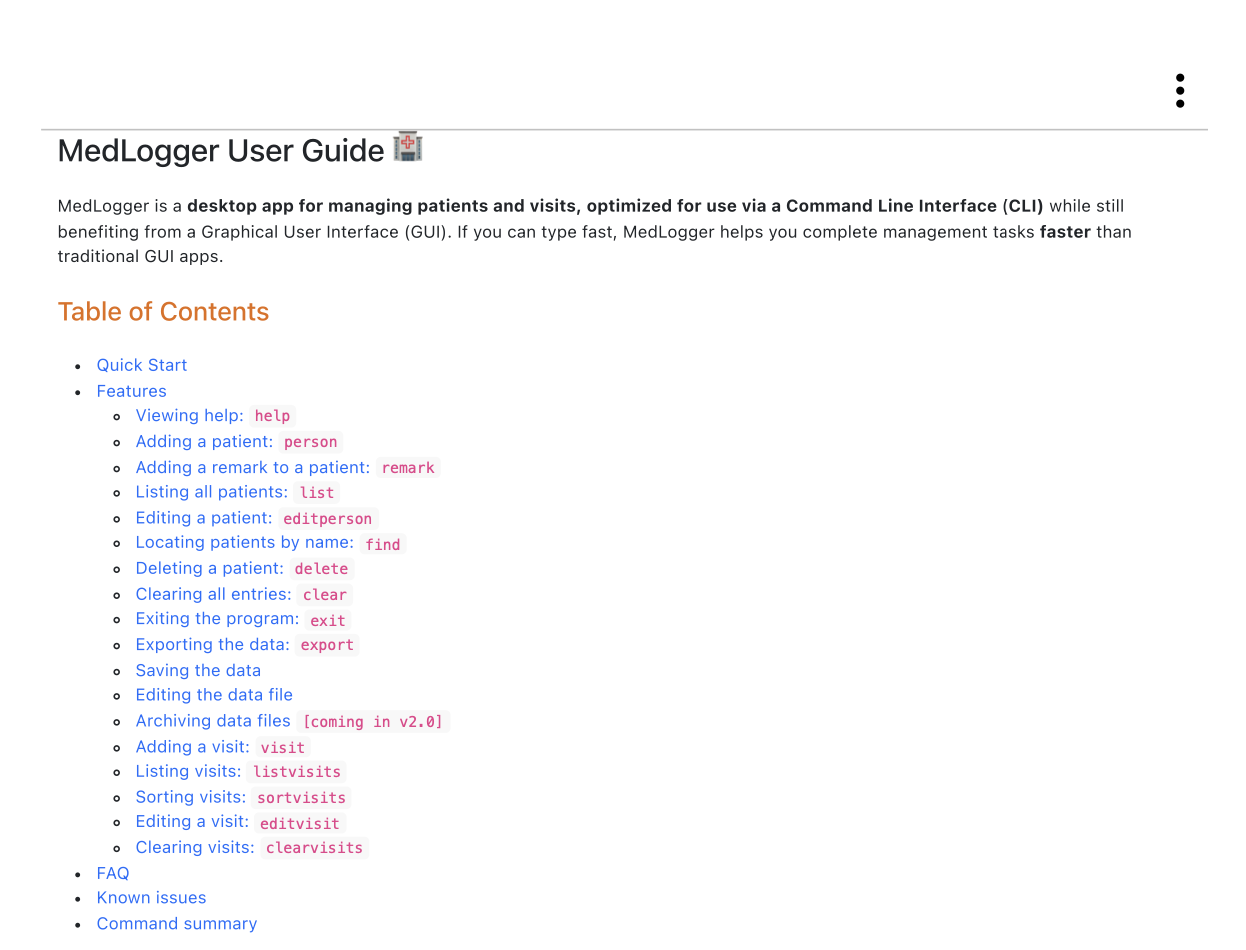 MedLogger User Guide
MedLogger is a desktop app for managing patients and visits, optimized for use via a Command Line Interface (CLI) while still
benefiting from a Graphical User Interface (GUI). If you can type fast, MedLogger helps you complete management tasks faster than
traditional GUI apps.
Table of Contents
Quick Start
Features
Viewing help: help
Adding a patient: person
Adding a remark to a patient: remark
Listing all patients: list
Editing a patient: editperson
Locating patients by name: find
Deleting a patient: delete
Clearing all entries: clear
Exiting the program: exit
Exporting the data: export
Saving the data
Editing the data file
Archiving data files [coming in v2.0]
Adding a visit: visit
Listing visits: listvisits
Sorting visits: sortvisits
Editing a visit: editvisit
Clearing visits: clearvisits
FAQ
Known issues
Command summary